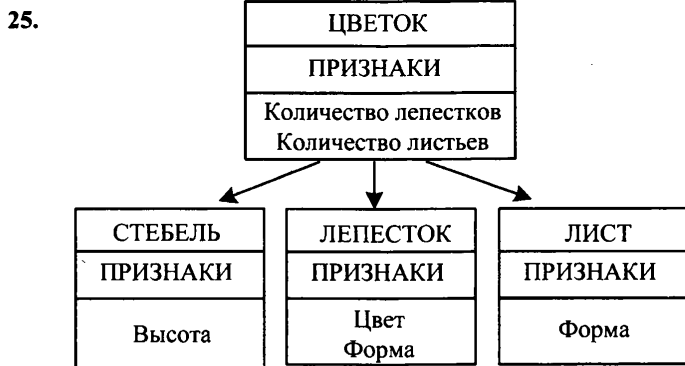 25.
ЦВЕТОК
ПРИЗНАКИ
Количество лепестков
Количество листьев
СТЕБЕЛЬ
ПРИЗНАКИ
Высота
ЛЕПЕСТОК
ПРИЗНАКИ
Цвет
Форма
ЛИСТ
ПРИЗНАКИ
Форма